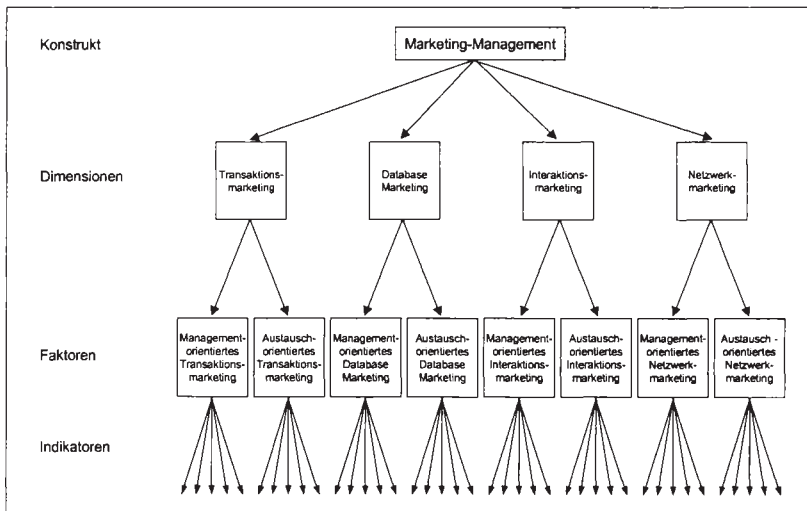 Konstrukt
Marketing-Management
Dimensionen
Transaktions-
marketing
Database
Marketing
Interaktions-
marketing
Netzwerk-
marketing
Faktoren
Management-
orientiertes
Transaktions-
marketing
Austausch-
orientiertes
Transaktions-
marketing
Management-
orientiertes
Database
Marketing
Austausch-
orientiertes
Database
Marketing
Management-
orientiertes
Interaktions-
marketing
Austausch-
orientiertes
Interaktions-
marketing
Management-
orientiertes
Netzwerk-
marketing
Austausch -
orientiertes
Netzwerk-
marketing
Indikatoren